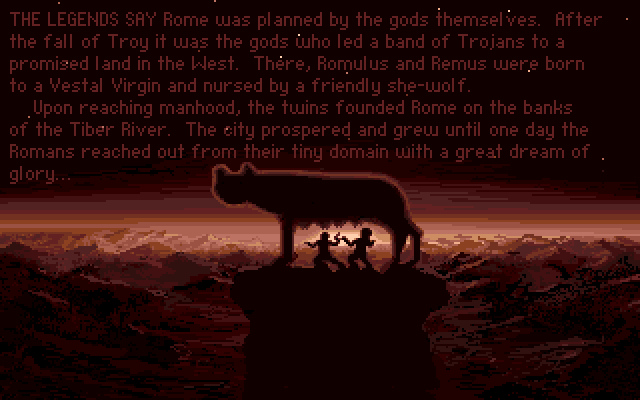 THE LEGENDS SAY Rome was planned by the gods themselves.  After
the fall of Troy it was the gods who led a band of Trojans to a
promised land in the West.  There, Romulus and Remus were born
to a Vestal Virgin and nursed by a friendly she-wolf.
Upon reaching manhood, the twins founded Rome on the banks
of the Tiber River.  The city prospered and grew until one day the
Romans reached out from their tiny domain with a great dream of
glory...